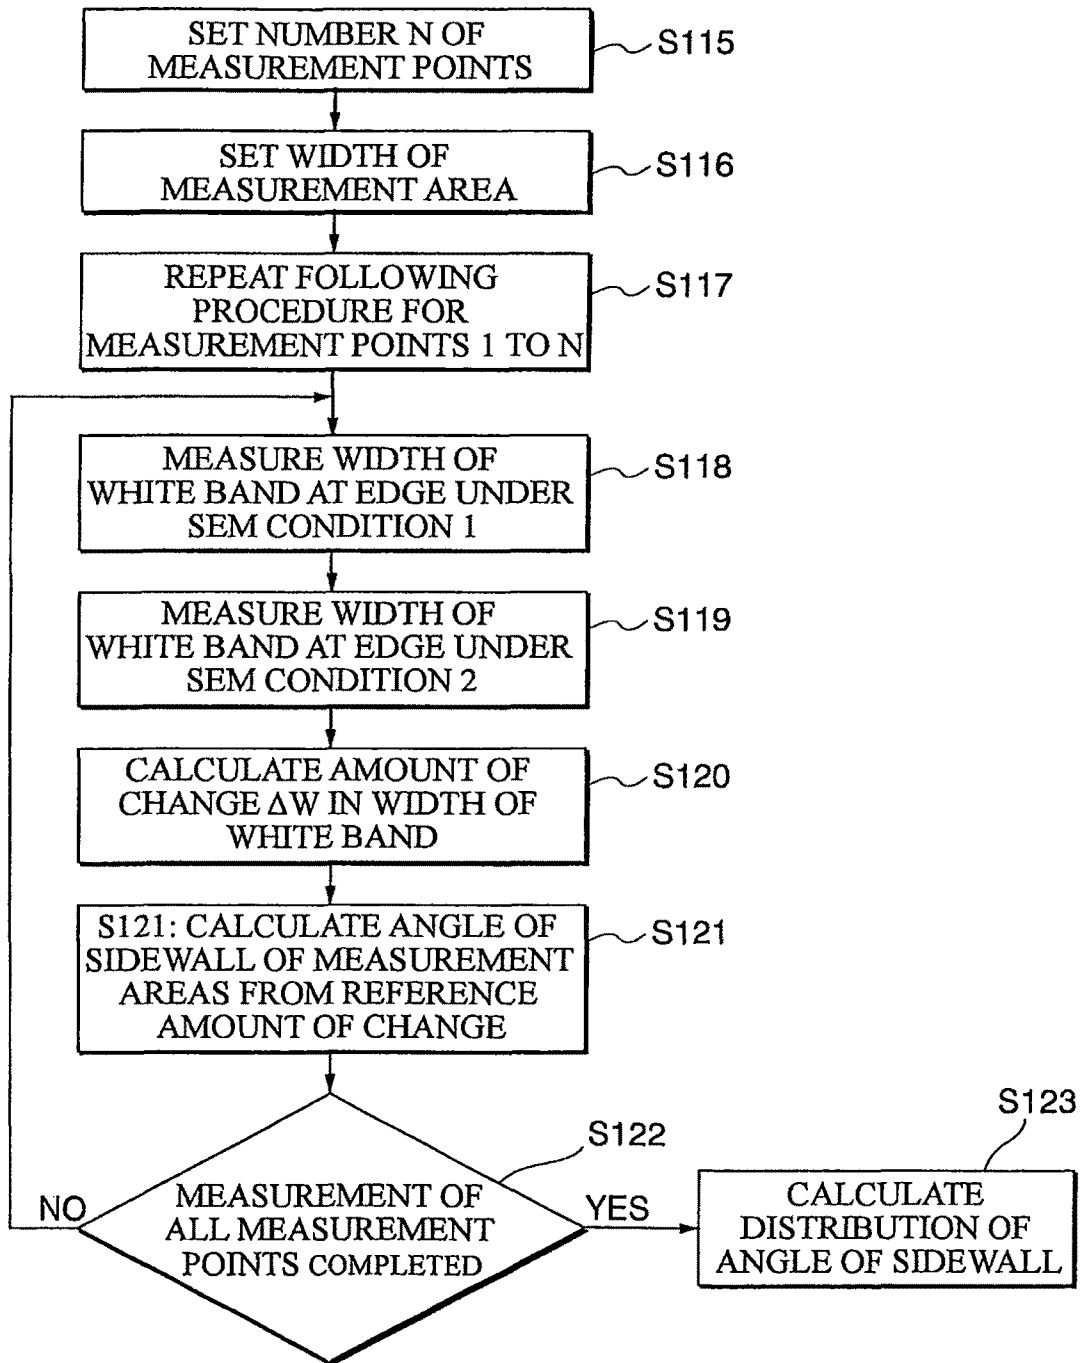 SET NUMBER N OF
MEASUREMENT POINTS
S115
SET WIDTH OF
MEASUREMENT AREA
S116
REPEAT FOLLOWING
PROCEDURE FOR
MEASUREMENT POINTS 1 TO N
S117
MEASURE WIDTH OF
WHITE BAND AT EDGE UNDER
SEM CONDITION 1
S118
MEASURE WIDTH OF
WHITE BAND AT EDGE UNDER
SEM CONDITION 2
S119
CALCULATE AMOUNT OF
CHANGE ΔW IN WIDTH OF
WHITE BAND
S120
S121: CALCULATE ANGLE OF
SIDEWALL OF MEASUREMENT
AREAS FROM REFERENCE
AMOUNT OF CHANGE
S121
MEASUREMENT OF
ALL MEASUREMENT
POINTS COMPLETED
S122
NO
YES
CALCULATE
DISTRIBUTION OF
ANGLE OF SIDEWALL
S123